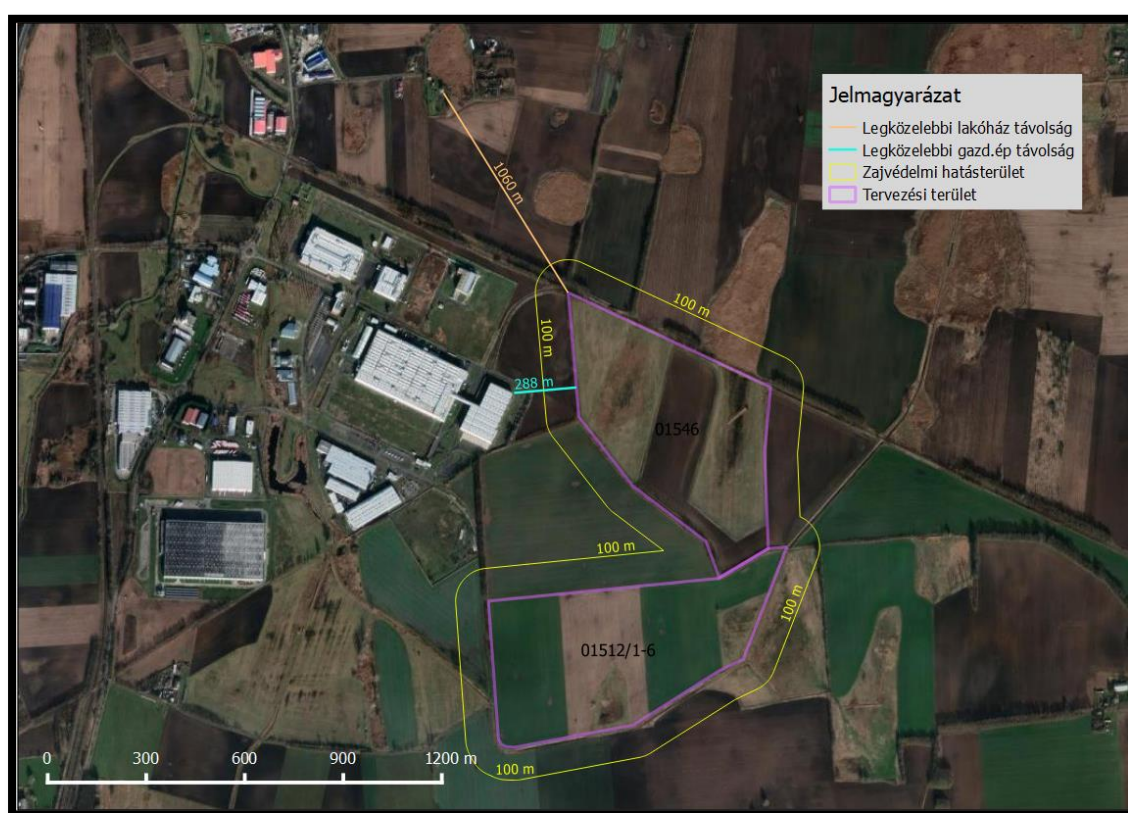 Jelmagyarázat
Legközelebbi lakóház távolság
Legközelebbi gazd.ép távolság
Zajvédelmi hatásterület
Tervezési terület
1060 m
100 m
100 m
288 m
01546
100 m
100 m
01512/1-6
100 m
0 300 600 900 1200 m